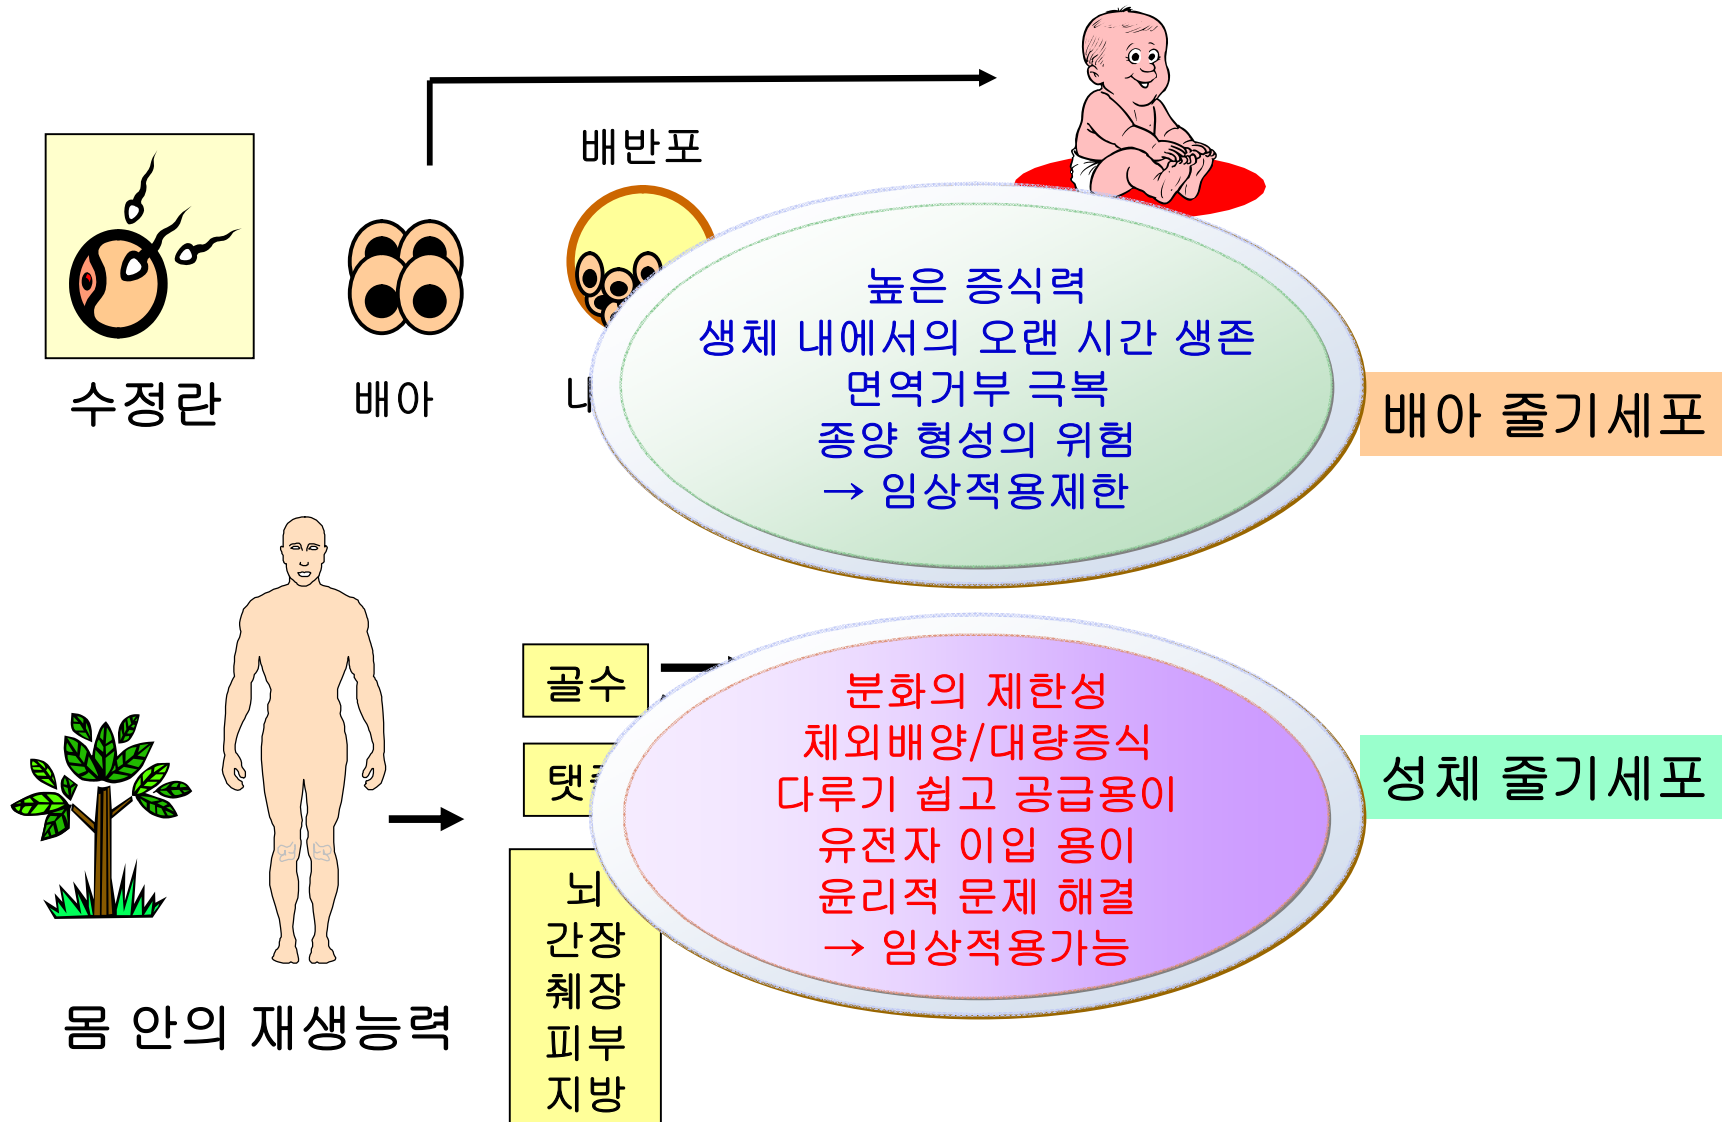 배반포
수정란
배아
높은 증식력
생체 내에서의 오랜 시간 생존
면역거부 극복
종양 형성의 위험
→ 임상적용제한
배아 줄기세포
골수
분화의 제한성
체외배양/대량증식
다루기 쉽고 공급용이
유전자 이입 용이
윤리적 문제 해결
→ 임상적용가능
성체 줄기세포
뇌
간장
췌장
피부
지방
몸 안의 재생능력